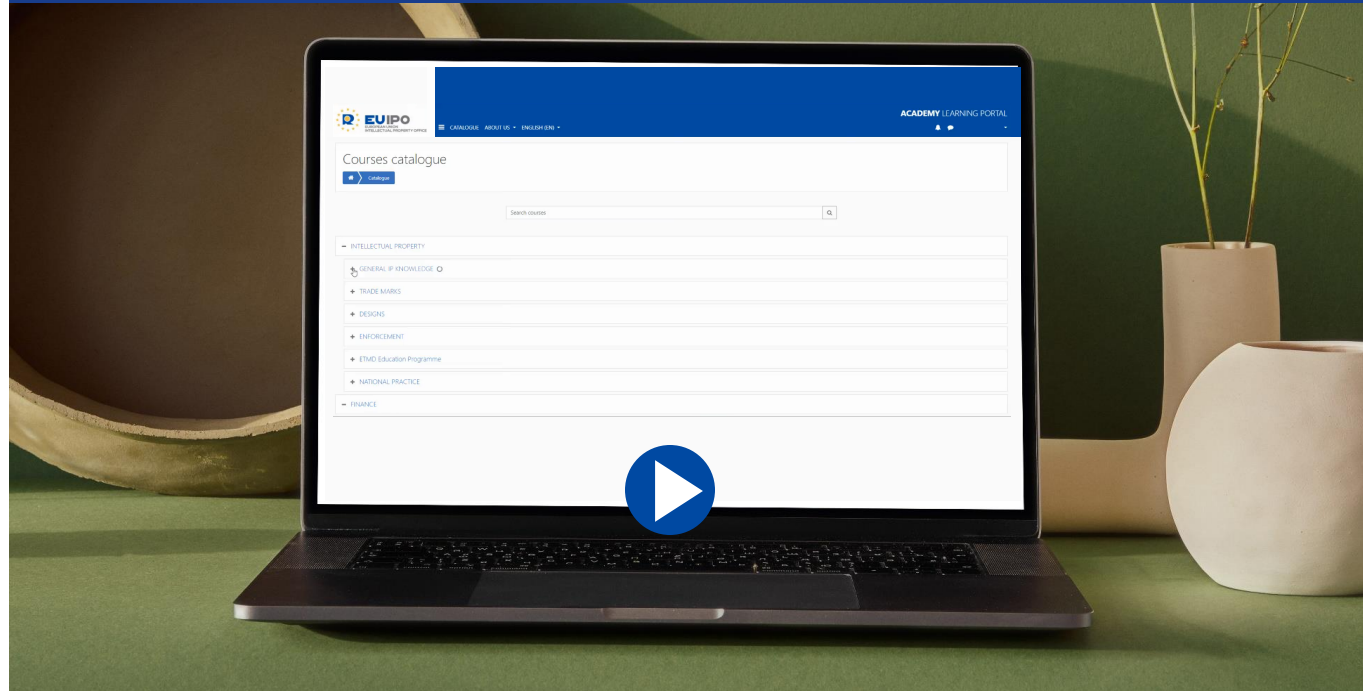 EUIPO
EUROPEAN UNION
INTELLECTUAL PROPERTY OFFICE
CATALOGUE ABOUT US ENGLISH (EN)
ACADEMY LEARNING PORTAL
Courses catalogue
Catalogue
Search courses
INTELLECTUAL PROPERTY
GENERAL IP KNOWLEDGE
TRADE MARKS
DESIGNS
ENFORCEMENT
ETMD Education Programme
NATIONAL PRACTICE
FINANCE